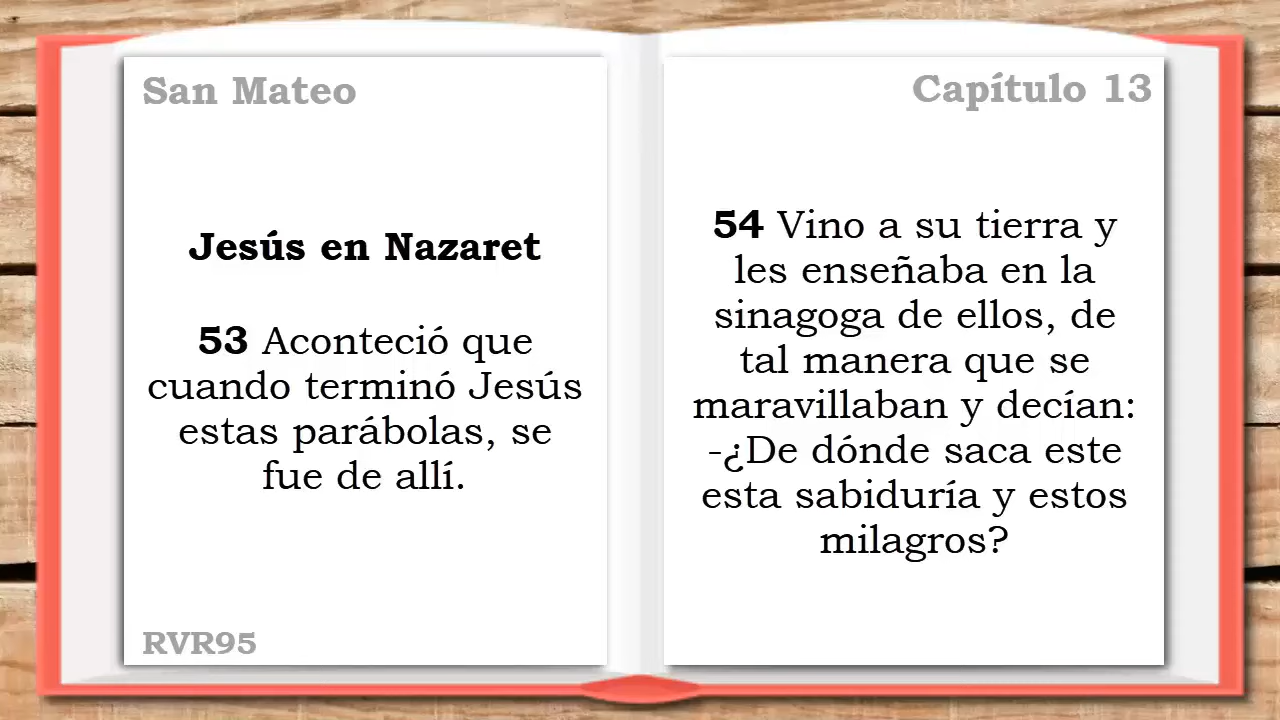 San Mateo
Jesús en Nazaret
53 Aconteció que
cuando terminó Jesús
estas parábolas, se
fue de allí.
RVR95
Capítulo 13
54 Vino a su tierra y
les enseñaba en la
sinagoga de ellos, de
tal manera que se
maravillaban y decían:
-¿De dónde saca este
esta sabiduría y estos
milagros?